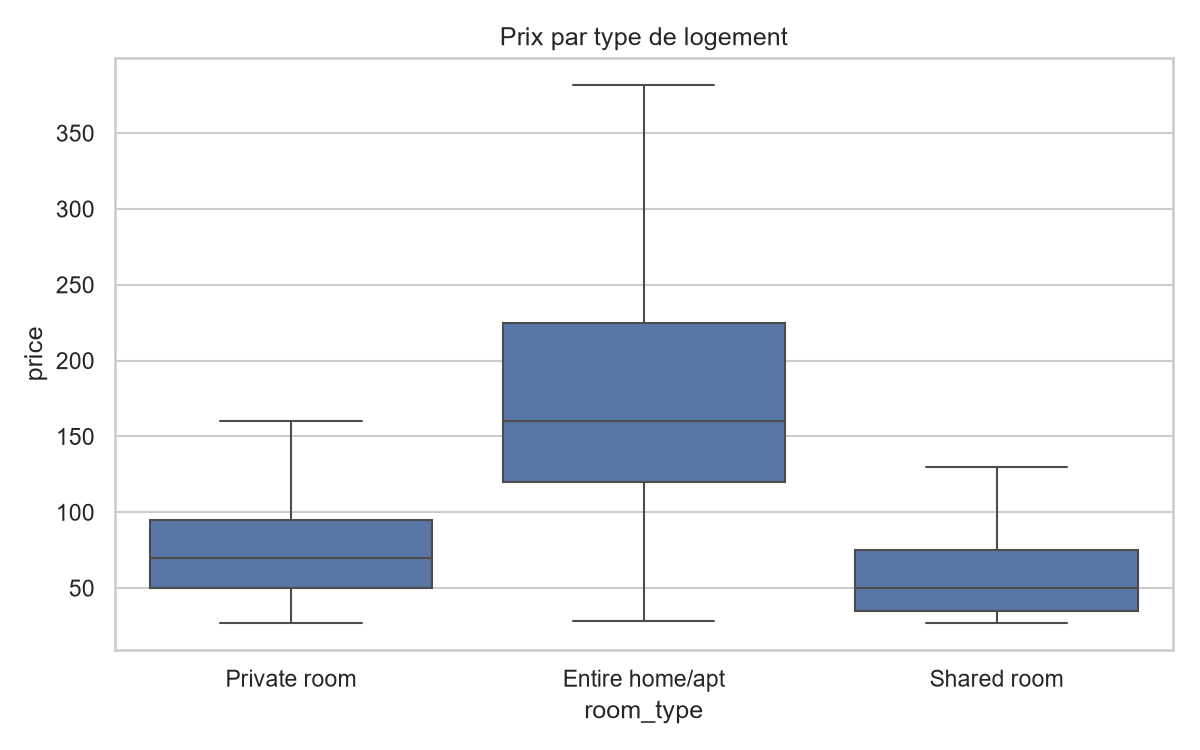 Prix par type de logement
price
350
300
250
200
150
100
50
Private room
Entire home/apt
Shared room
room_type